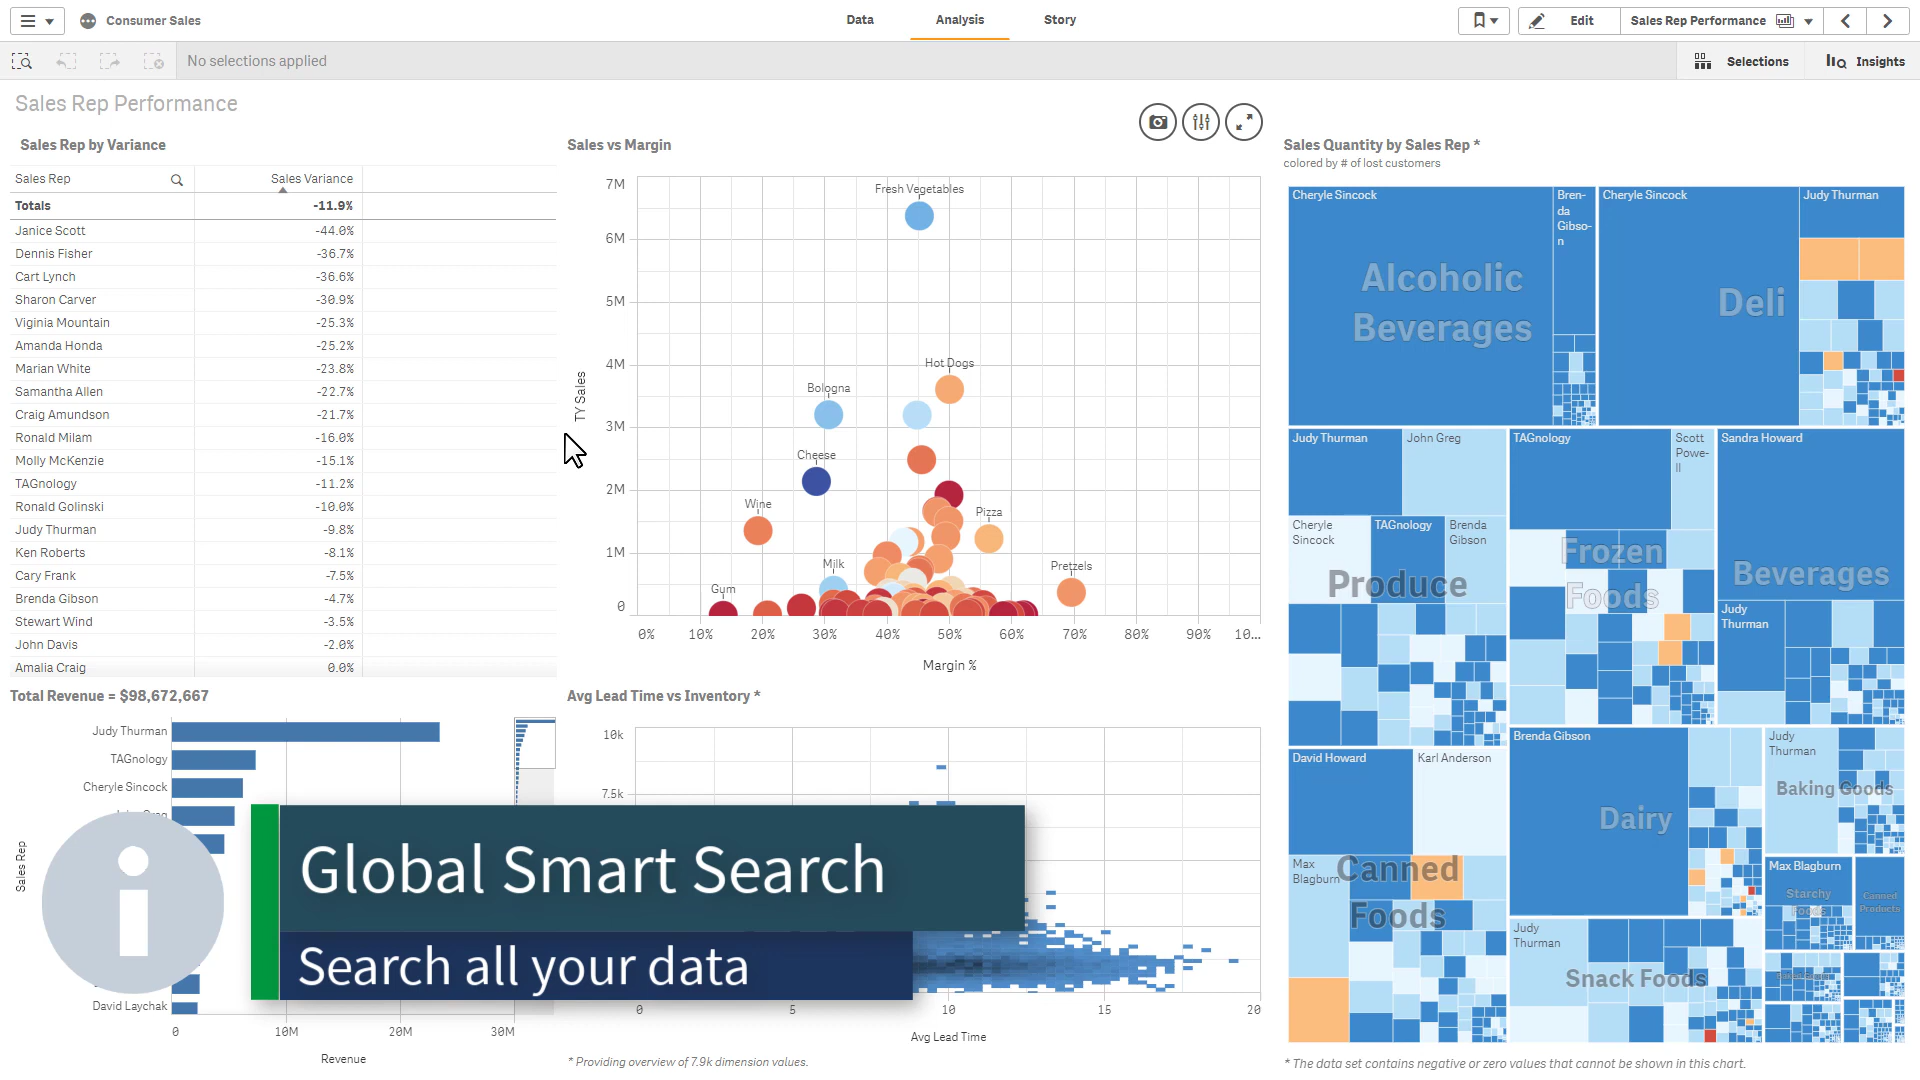 Consumer Sales
Data
Analysis
Story
Edit
Sales Rep Performance
No selections applied
Selections
Insights
Sales Rep Performance
Sales Rep by Variance
Sales Rep
Sales Variance
Totals
-11.9%
Janice Scott
-44.0%
Dennis Fisher
-36.7%
Cart Lynch
-36.6%
Sharon Carver
-30.9%
Viginia Mountain
-25.3%
Amanda Honda
-25.2%
Marian White
-23.8%
Samantha Allen
-22.7%
Craig Amundson
-21.7%
Ronald Milam
-16.0%
Molly McKenzie
-15.1%
TAGnology
-11.2%
Ronald Golinski
-10.0%
Judy Thurman
-9.8%
Ken Roberts
-8.1%
Cary Frank
-7.5%
Brenda Gibson
-4.7%
Stewart Wind
-3.5%
John Davis
-2.0%
Amalia Craig
0.0%
Sales vs Margin
TY Sales
7M
6M
5M
4M
3M
2M
1M
0
Fresh Vegetables
Hot Dogs
Bologna
Cheese
Wine
Pizza
Milk
Pretzels
Gum
0%
10%
20%
30%
40%
50%
60%
70%
80%
90%
10...
Margin %
Sales Quantity by Sales Rep *
colored by # of lost customers
Cheryle Sincock
Alcoholic
Beverages
Bren-
da
Gibso-
n
Cheryle Sincock
Deli
Judy Thurman
Judy Thurman
John Greg
Cheryle
Sincock
TAGnology
Brenda
Gibson
Produce
TAGnology
Scott
Powe-
ll
Frozen
Foods
Sandra Howard
Beverages
Judy
Thurman
David Howard
Karl Anderson
Max
Blagburn
Canned
Foods
Brenda Gibson
Dairy
Judy
Thurman
Baking Goods
Max Blagburn
Starchy
Foods
Canned
Products
Judy
Thurman
Snack Foods
* The data set contains negative or zero values that cannot be shown in this chart.
Total Revenue = $98,672,667
Sales Rep
Judy Thurman
TAGnology
Cheryle Sincock
David Laychak
0
10M
20M
30M
Revenue
Avg Lead Time vs Inventory *
10k
7.5k
0
5
10
15
20
Avg Lead Time
* Providing overview of 7.9k dimension values.
Global Smart Search
Search all your data